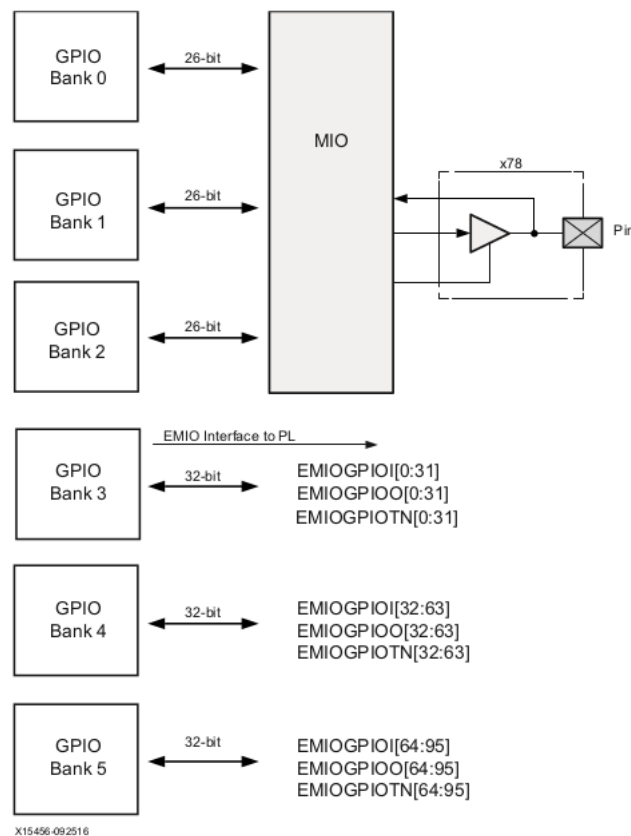 GPIO
Bank 0
26-bit
MIO
x78
GPIO
Bank 1
26-bit
Pin
GPIO
Bank 2
26-bit
EMIO Interface to PL
GPIO
Bank 3
32-bit
EMIOGPIOI[0:31]
EMIOGPIOO[0:31]
EMIOGPIOTN[0:31]
GPIO
Bank 4
32-bit
EMIOGPIOI[32:63]
EMIOGPIOO[32:63]
EMIOGPIOTN[32:63]
GPIO
Bank 5
32-bit
EMIOGPIOI[64:95]
EMIOGPIOO[64:95]
EMIOGPIOTN[64:95]
X15456-092516